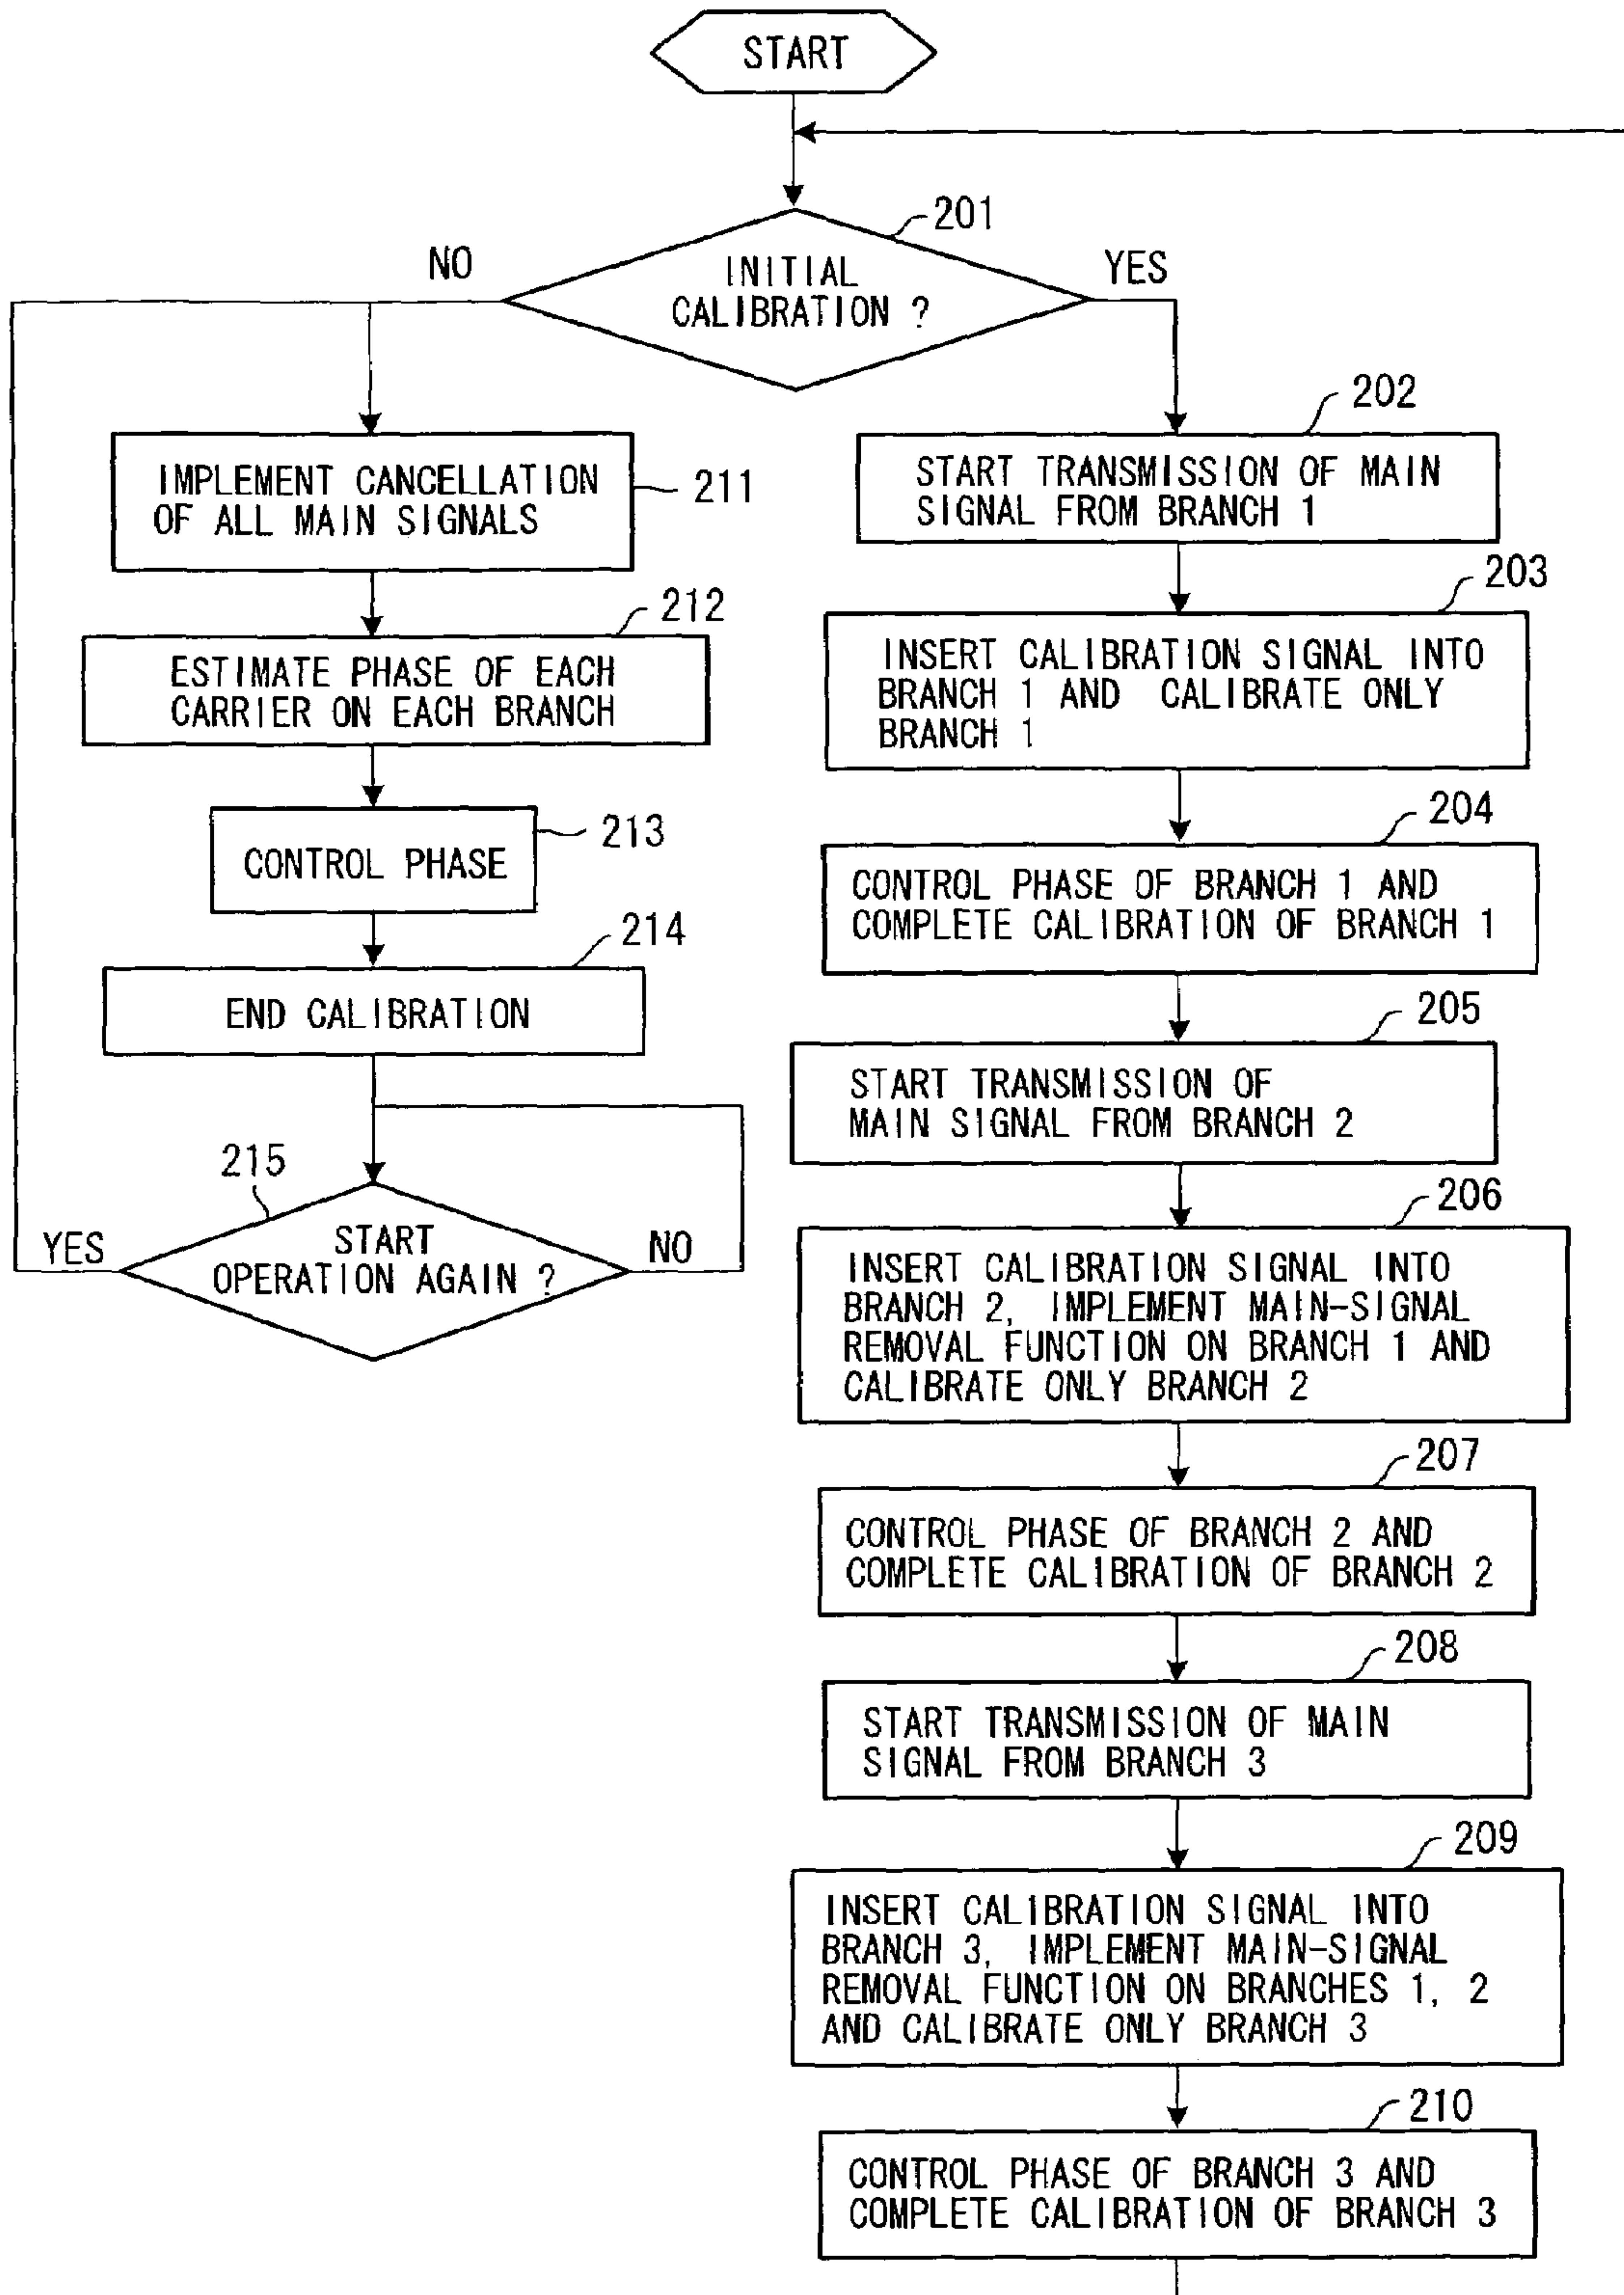 START
201
INITIAL
CALIBRATION ?
NO
YES
211
IMPLEMENT CANCELLATION
OF ALL MAIN SIGNALS
212
ESTIMATE PHASE OF EACH
CARRIER ON EACH BRANCH
213
CONTROL PHASE
214
END CALIBRATION
215
START
OPERATION AGAIN ?
YES
NO
202
START TRANSMISSION OF MAIN
SIGNAL FROM BRANCH 1
203
INSERT CALIBRATION SIGNAL INTO
BRANCH 1 AND CALIBRATE ONLY
BRANCH 1
204
CONTROL PHASE OF BRANCH 1 AND
COMPLETE CALIBRATION OF BRANCH 1
205
START TRANSMISSION OF
MAIN SIGNAL FROM BRANCH 2
206
INSERT CALIBRATION SIGNAL INTO
BRANCH 2, IMPLEMENT MAIN-SIGNAL
REMOVAL FUNCTION ON BRANCH 1 AND
CALIBRATE ONLY BRANCH 2
207
CONTROL PHASE OF BRANCH 2 AND
COMPLETE CALIBRATION OF BRANCH 2
208
START TRANSMISSION OF MAIN
SIGNAL FROM BRANCH 3
209
INSERT CALIBRATION SIGNAL INTO
BRANCH 3, IMPLEMENT MAIN-SIGNAL
REMOVAL FUNCTION ON BRANCHES 1, 2
AND CALIBRATE ONLY BRANCH 3
210
CONTROL PHASE OF BRANCH 3 AND
COMPLETE CALIBRATION OF BRANCH 3